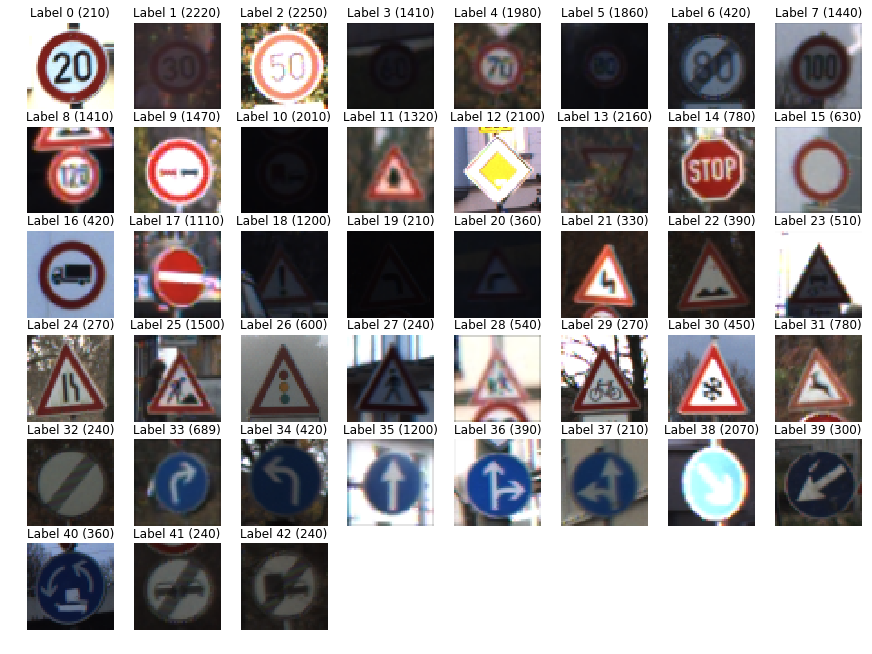 Label 0 (210) Label 1 (2220) Label 2 (2250) Label 3 (1410) Label 4 (1980) Label 5 (1860) Label 6 (420) Label 7 (1440)
20 30 50 60 70 80 80 100
Label 8 (1410) Label 9 (1470) Label 10 (2010) Label 11 (1320) Label 12 (2100) Label 13 (2160) Label 14 (780) Label 15 (630)
120 STOP
Label 16 (420) Label 17 (1110) Label 18 (1200) Label 19 (210) Label 20 (360) Label 21 (330) Label 22 (390) Label 23 (510)
Label 24 (270) Label 25 (1500) Label 26 (600) Label 27 (240) Label 28 (540) Label 29 (270) Label 30 (450) Label 31 (780)
Label 32 (240) Label 33 (689) Label 34 (420) Label 35 (1200) Label 36 (390) Label 37 (210) Label 38 (2070) Label 39 (300)
Label 40 (360) Label 41 (240) Label 42 (240)